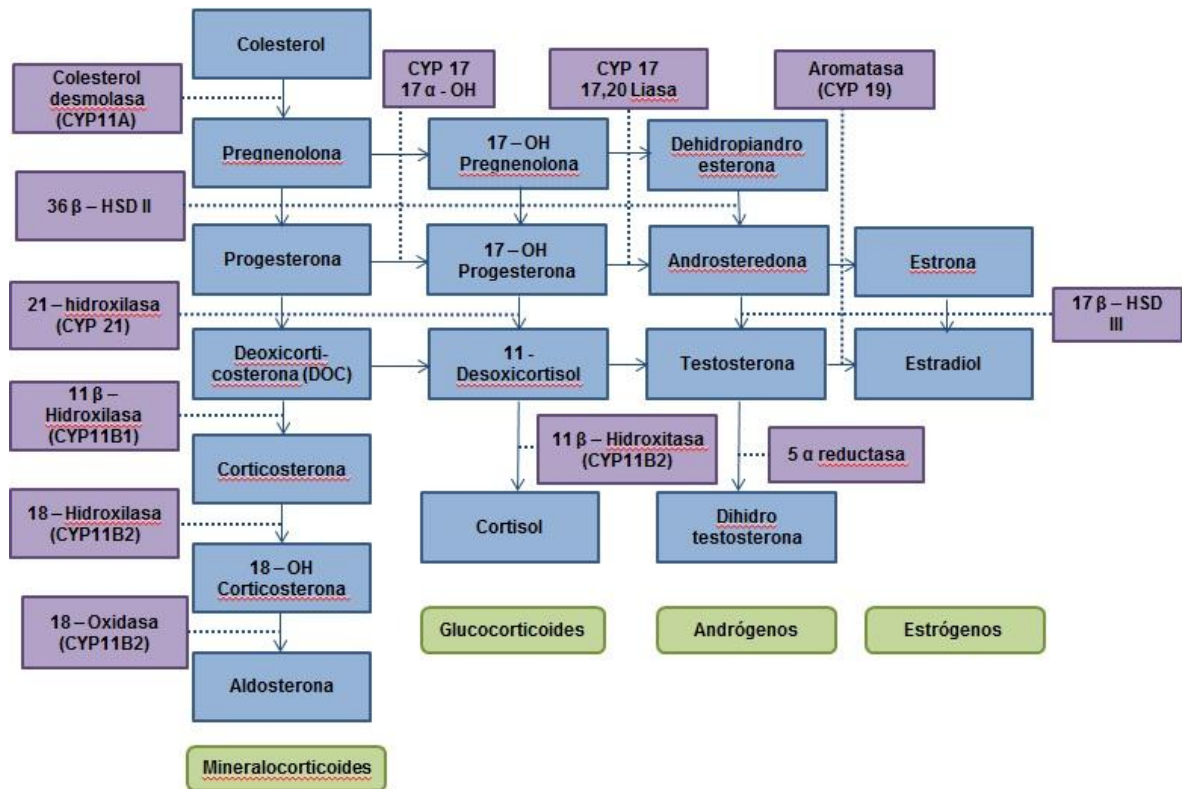 Colesterol
Colesterol
desmolasa
(CYP11A)
CYP 17
17 α - OH
CYP 17
17,20 Liasa
Aromatasa
(CYP 19)
Pregnenolona
17 – OH
Pregnenolona
Dehidropiandro
esterona
36 β – HSD II
Progesterona
17 – OH
Progesterona
Androsteredona
Estrona
21 – hidroxilasa
(CYP 21)
17 β – HSD
III
Deoxicorti-
costerona (DOC)
11 -
Desoxicortisol
Testosterona
Estradiol
11 β –
Hidroxilasa
(CYP11B1)
Corticosterona
11 β – Hidroxitasa
(CYP11B2)
5 α reductasa
18 – Hidroxilasa
(CYP11B2)
Cortisol
Dihidro
testosterona
18 – OH
Corticosterona
18 – Oxidasa
(CYP11B2)
Glucocorticoides
Andrógenos
Estrógenos
Aldosterona
Mineralocorticoides